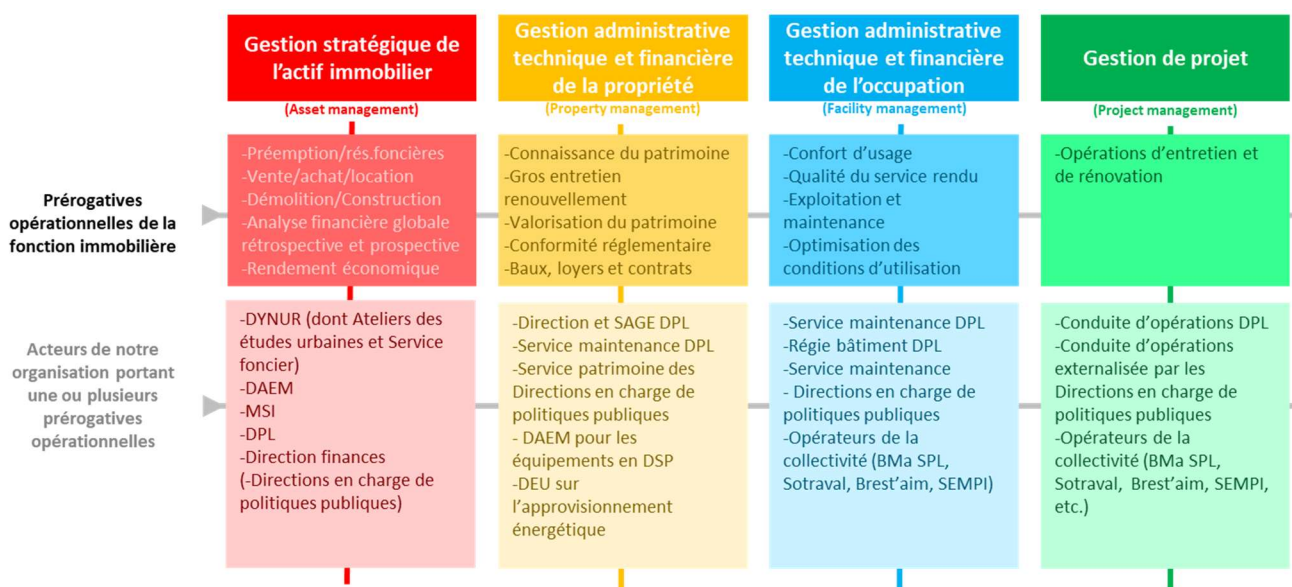 Gestion stratégique de
l'actif immobilier
(Asset management)
Gestion administrative
technique et financière
de la propriété
(Property management)
Gestion administrative
technique et financière
de l'occupation
(Facility management)
Gestion de projet
(Project management)
Prérogatives
opérationnelles de la
fonction immobilière
-Préemption/rés.foncières
-Vente/achat/location
-Démolition/Construction
-Analyse financière globale
rétrospective et prospective
-Rendement économique
-Connaissance du patrimoine
-Gros entretien
renouvellement
-Valorisation du patrimoine
-Conformité réglementaire
-Baux, loyers et contrats
-Confort d'usage
-Qualité du service rendu
-Exploitation et
maintenance
-Optimisation des
conditions d'utilisation
-Opérations d'entretien et
de rénovation
Acteurs de notre
organisation portant
une ou plusieurs
prérogatives
opérationnelles
-DYNUR (dont Ateliers des
études urbaines et Service
foncier)
-DAEM
-MSI
-DPL
-Direction finances
(-Directions en charge de
politiques publiques)
-Direction et SAGE DPL
-Service maintenance DPL
-Service patrimoine des
Directions en charge de
politiques publiques
- DAEM pour les
équipements en DSP
-DEU sur
l'approvisionnement
énergétique
-Service maintenance DPL
-Régie bâtiment DPL
-Service maintenance
- Directions en charge de
politiques publiques
-Opérateurs de la
collectivité (BMa SPL,
Sotraval, Brest'aim, SEMPI)
-Conduite d'opérations DPL
-Conduite d'opérations
externalisée par les
Directions en charge de
politiques publiques
-Opérateurs de la
collectivité (BMa SPL,
Sotraval, Brest'aim, SEMPI,
etc.)